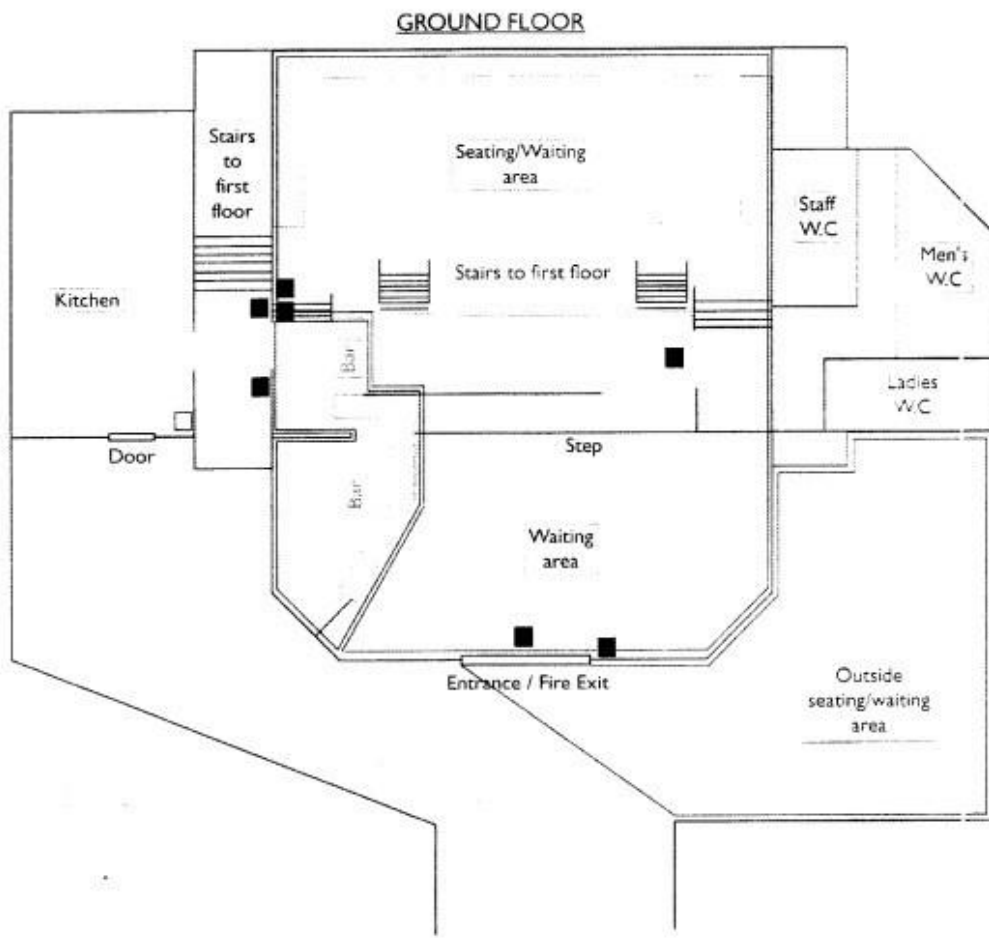 GROUND FLOOR
Stairs
to
first
floor
Seating/Waiting
area
Staff
W.C
Men's
W.C
Kitchen
Stairs to first floor
Bar
Ladies
W.C
Door
Step
Bar
Waiting
area
Entrance / Fire Exit
Outside
seating/waiting
area